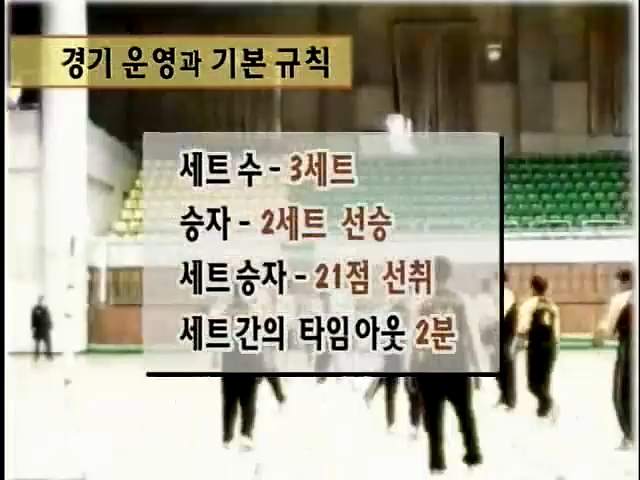 경기 운영과 기본 규칙
세트 수 - 3세트
승자 - 2세트 선승
세트승자 - 21점 선취
세트간의 타임아웃 2분